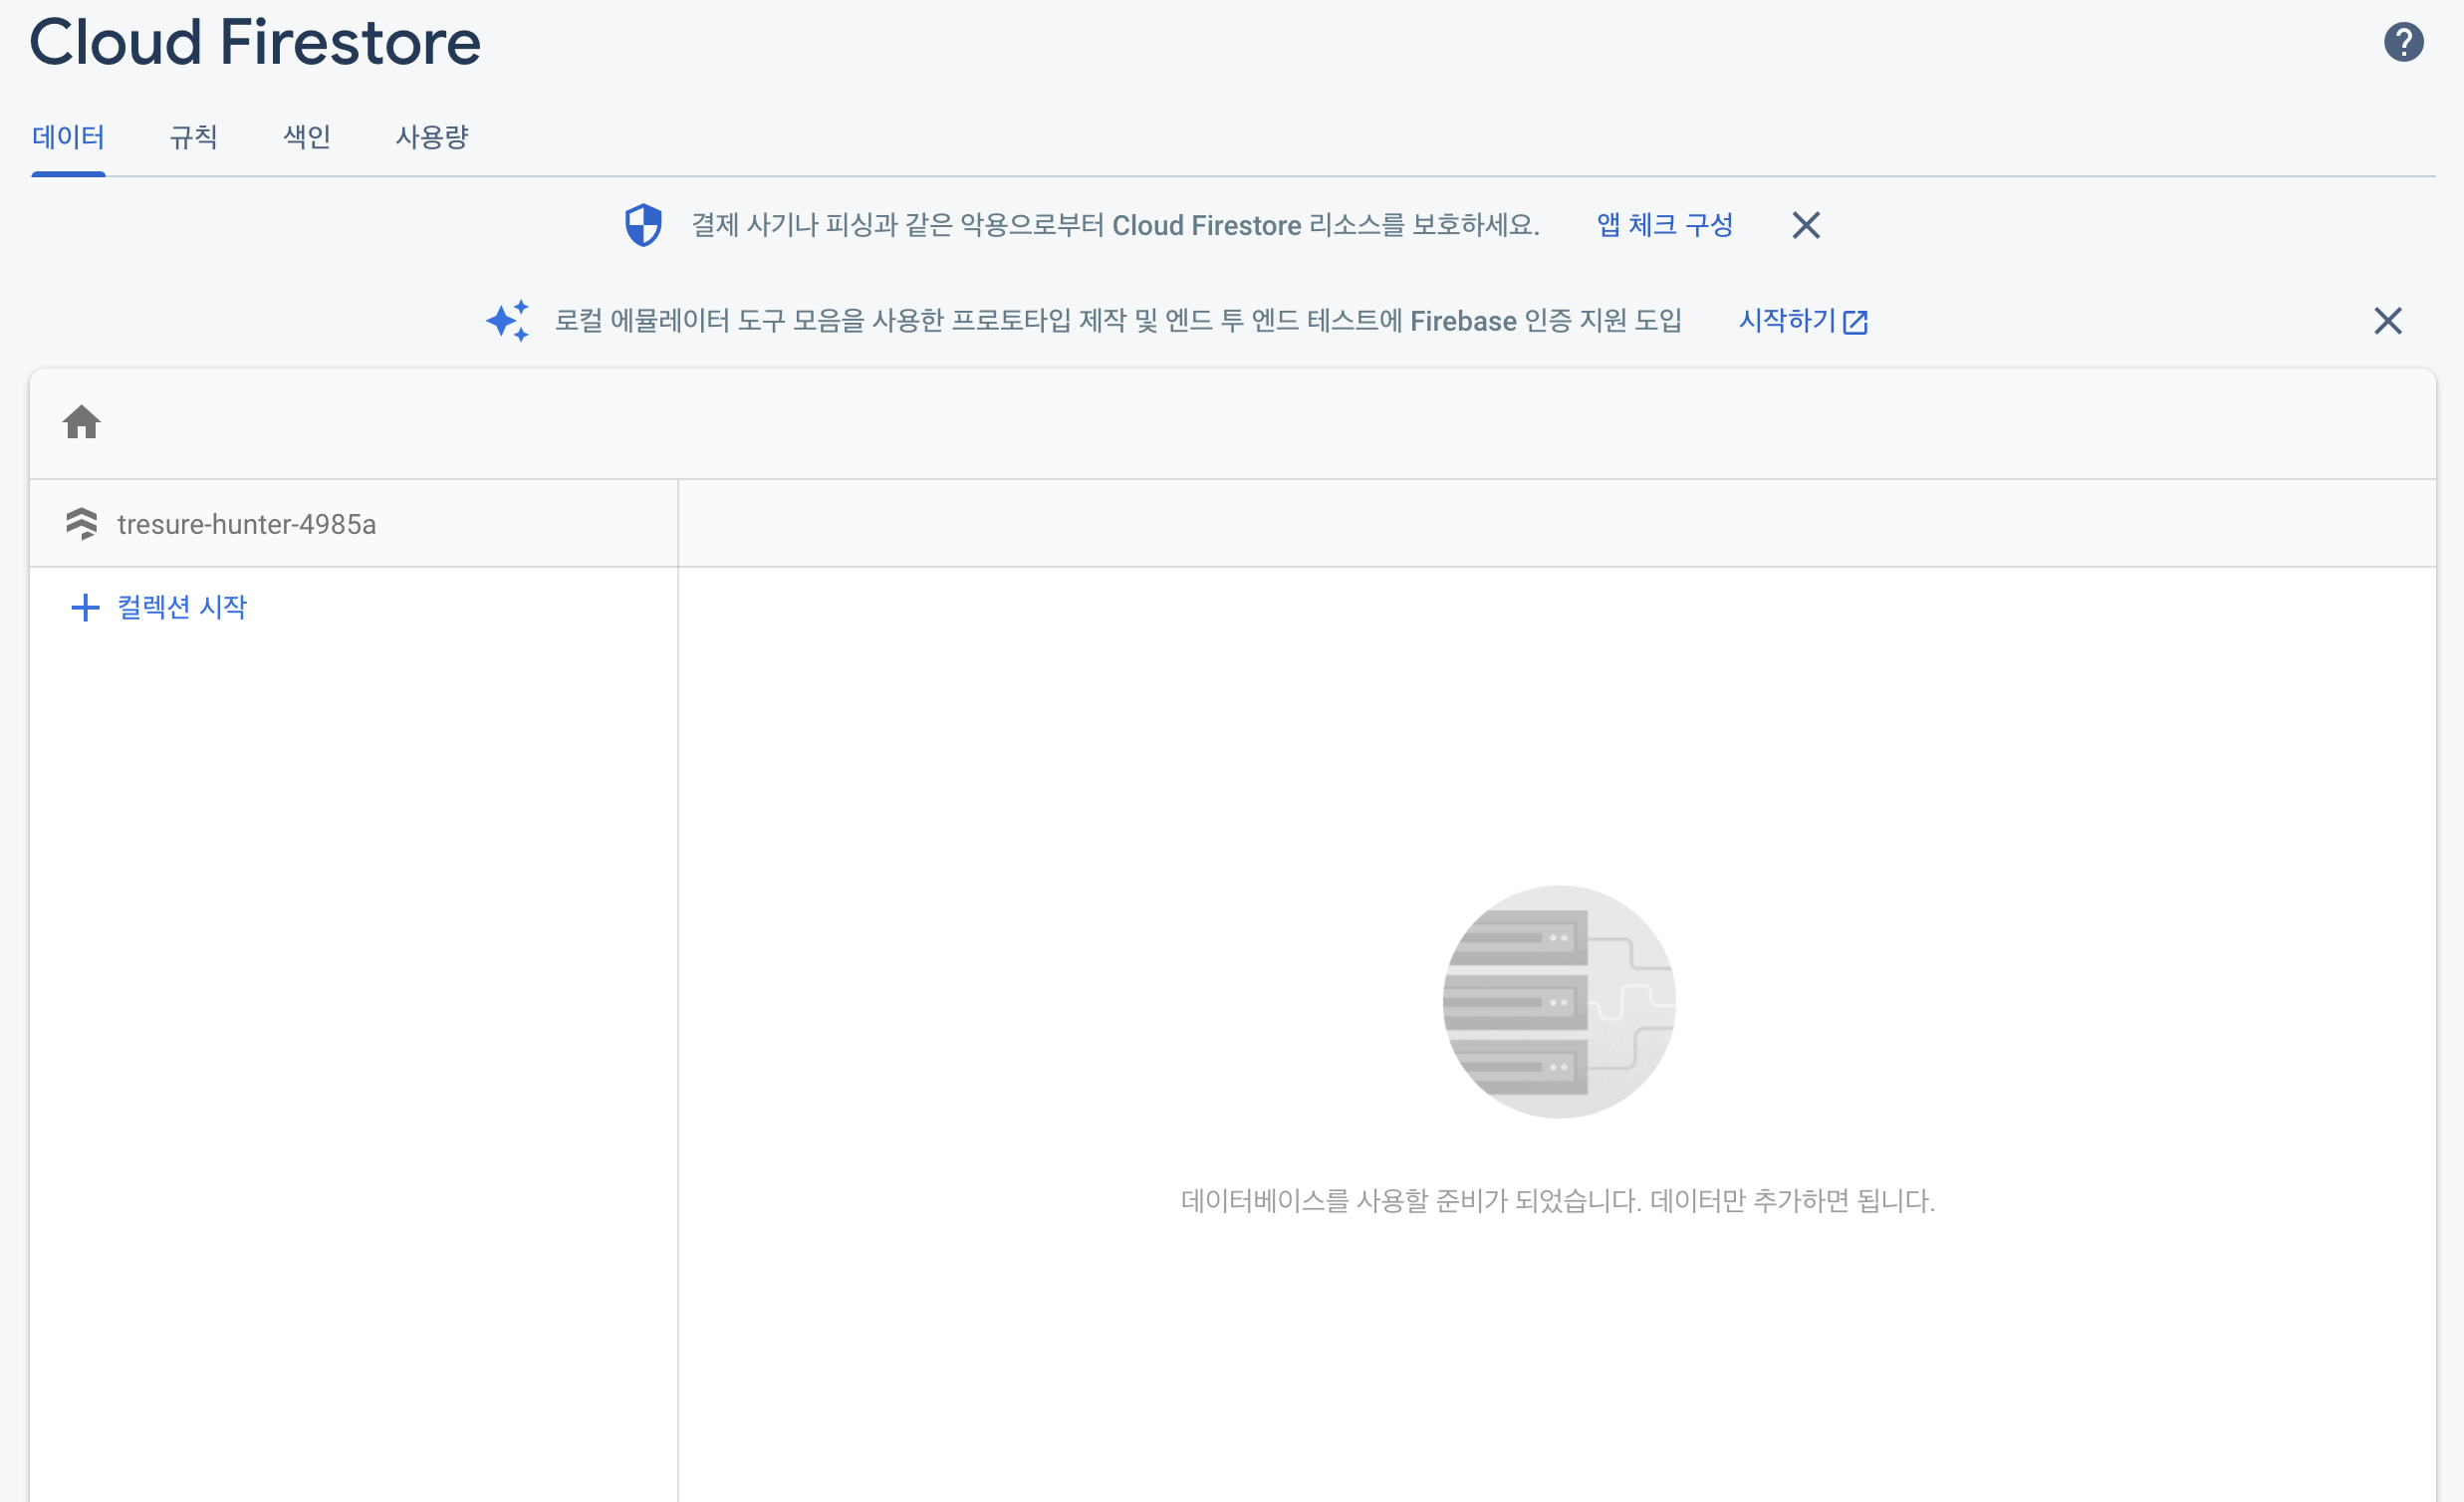 Cloud Firestore
데이터 규칙 색인 사용량
결제 사기나 피싱과 같은 악용으로부터 Cloud Firestore 리소스를 보호하세요. 앱 체크 구성
로컬 에뮬레이터 도구 모음을 사용한 프로토타입 제작 및 엔드 투 엔드 테스트에 Firebase 인증 지원 도입 시작하기
tresure-hunter-4985a
컬렉션 시작
데이터베이스를 사용할 준비가 되었습니다. 데이터만 추가하면 됩니다.